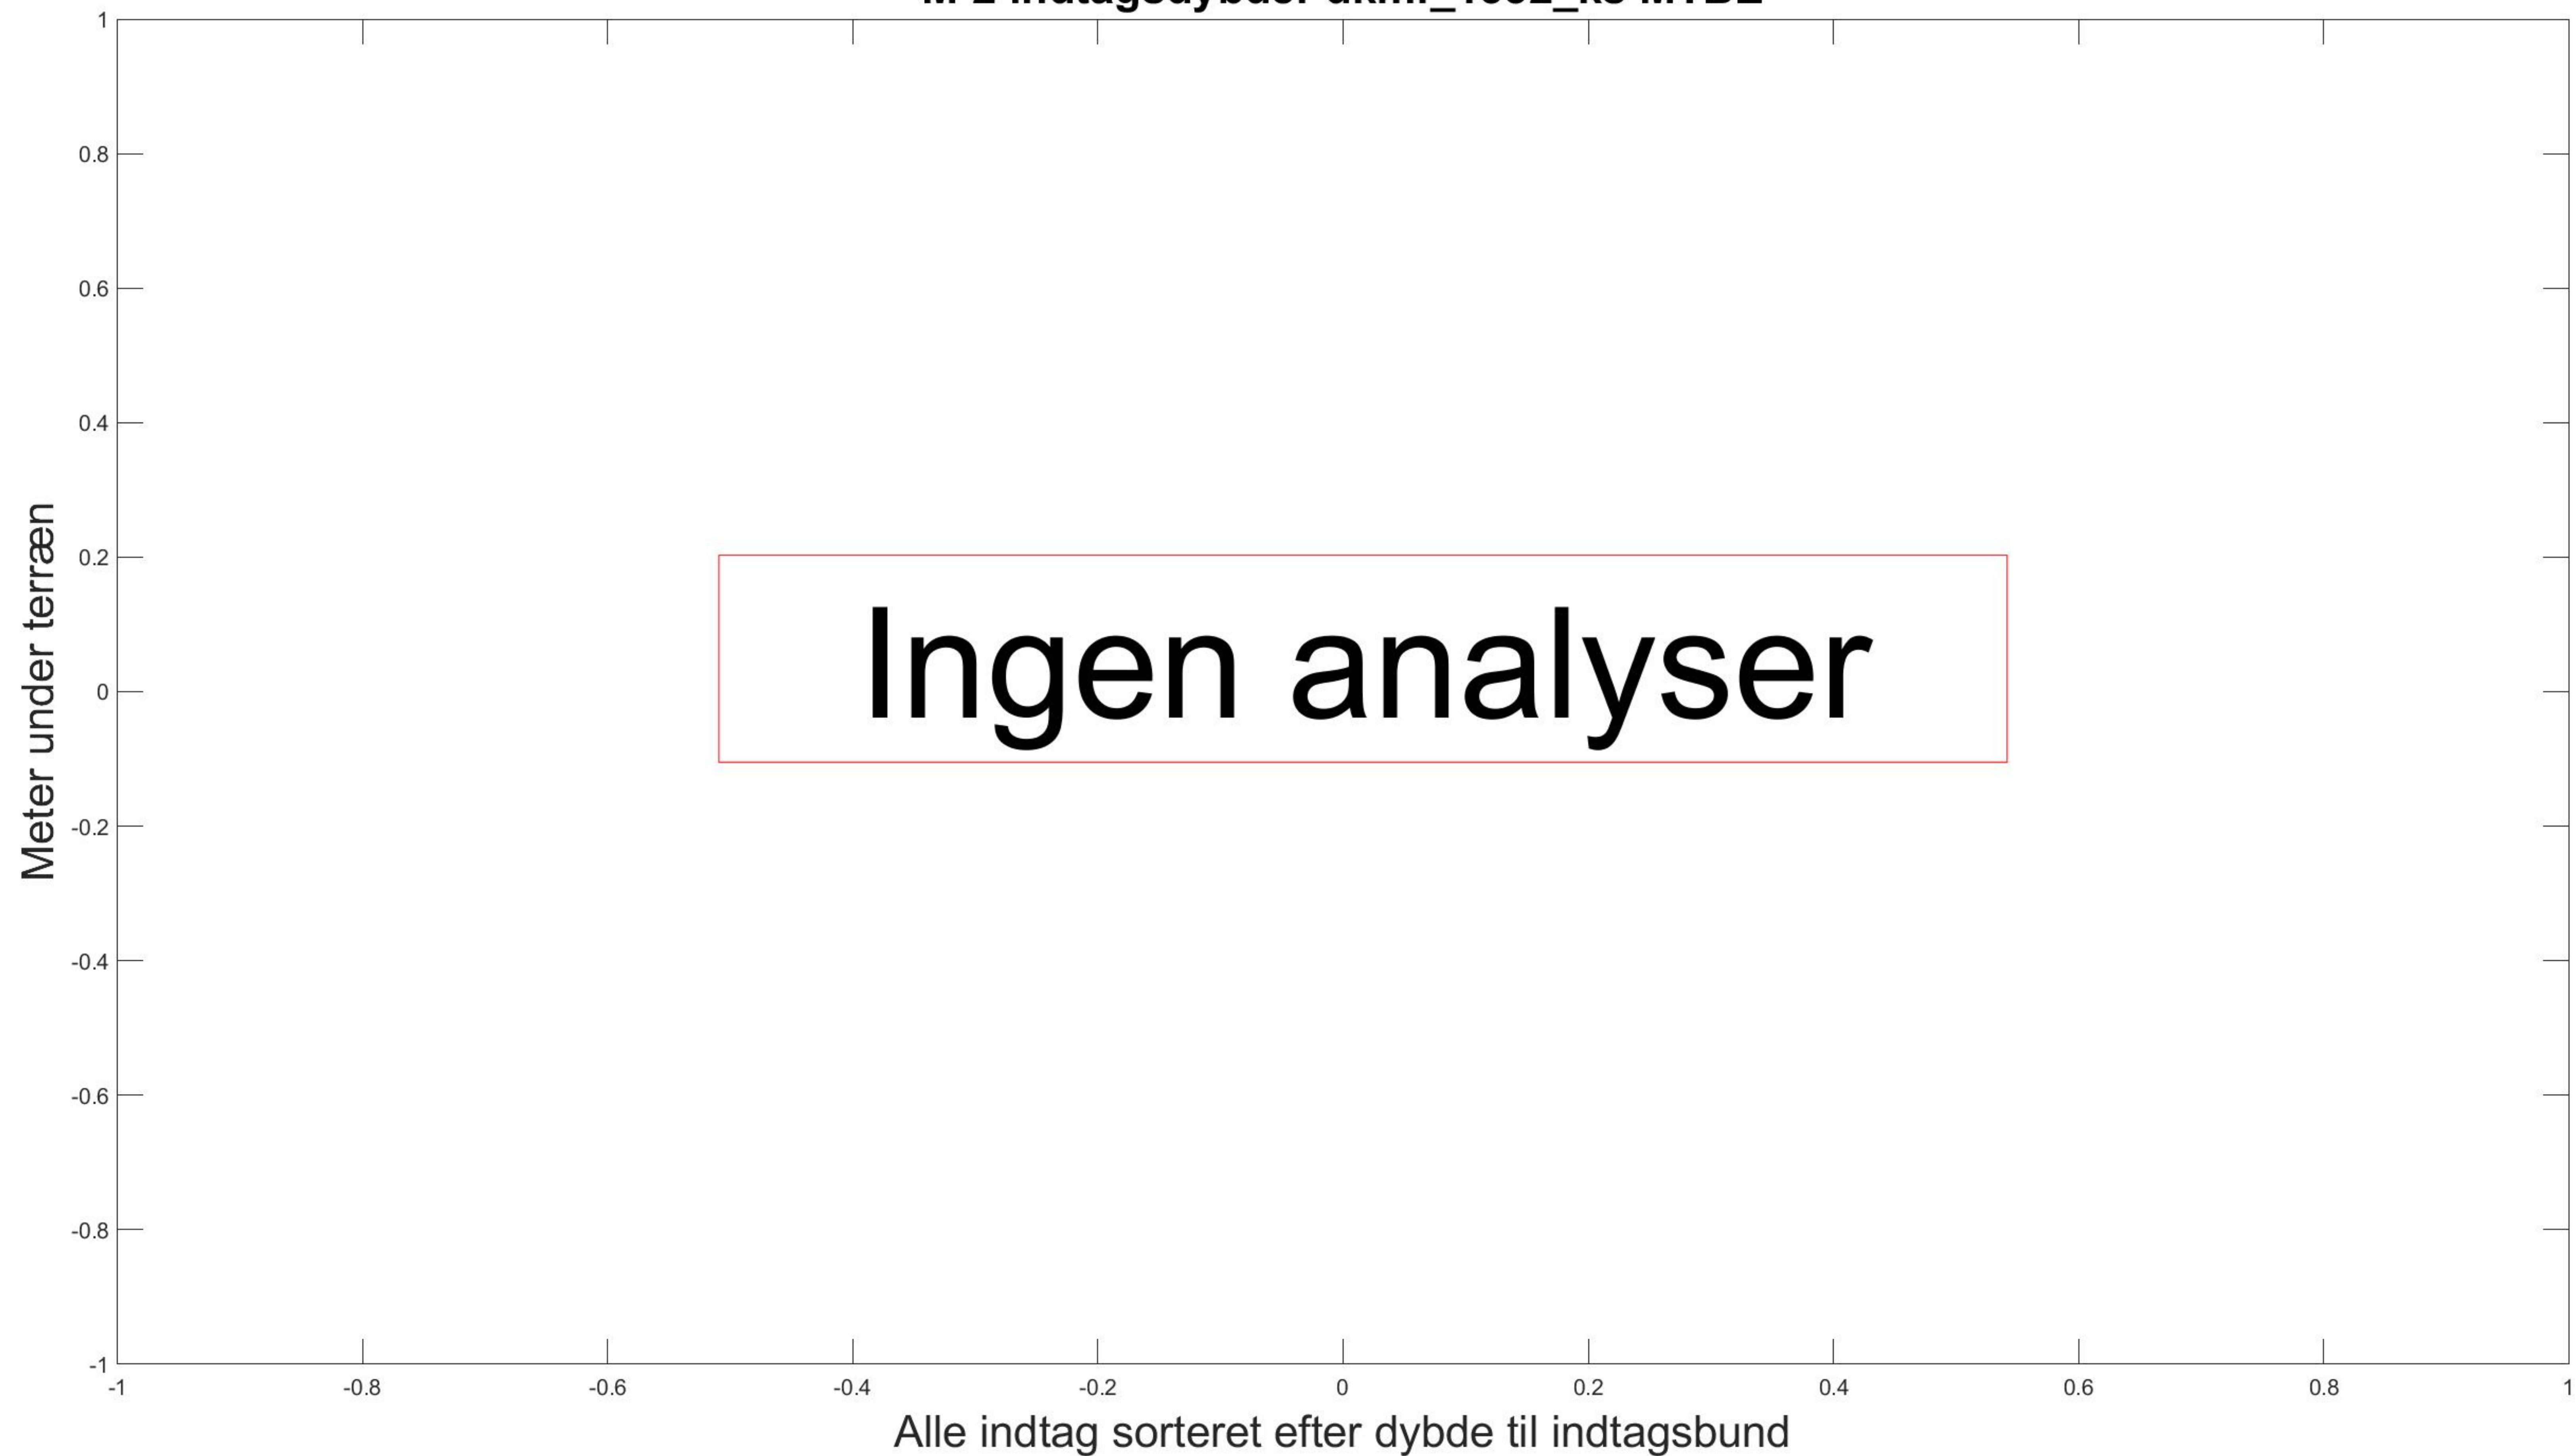 1
0.8
0.6
0.4
0.2
0
-0.2
-0.4
-0.6
-0.8
-1
Meter under terræn
Ingen analyser
-1 -0.8 -0.6 -0.4 -0.2 0 0.2 0.4 0.6 0.8 1
Alle indtag sorteret efter dybde til indtagsbund